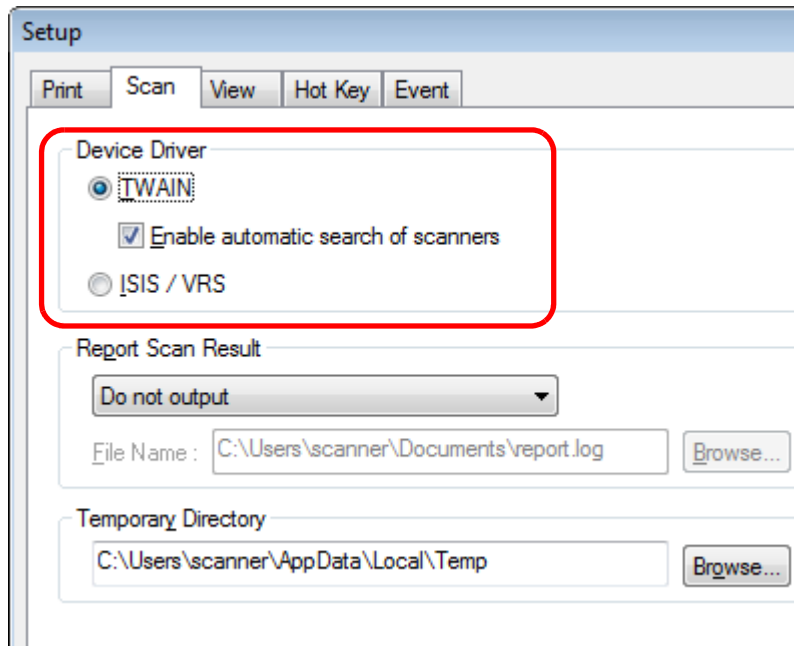 Setup
Print Scan View Hot Key Event
Device Driver
TWAIN
Enable automatic search of scanners
ISIS / VRS
Report Scan Result
Do not output
File Name : C:\Users\scanner\Documents\report.log Browse...
Temporary Directory
C:\Users\scanner\AppData\Local\Temp Browse...